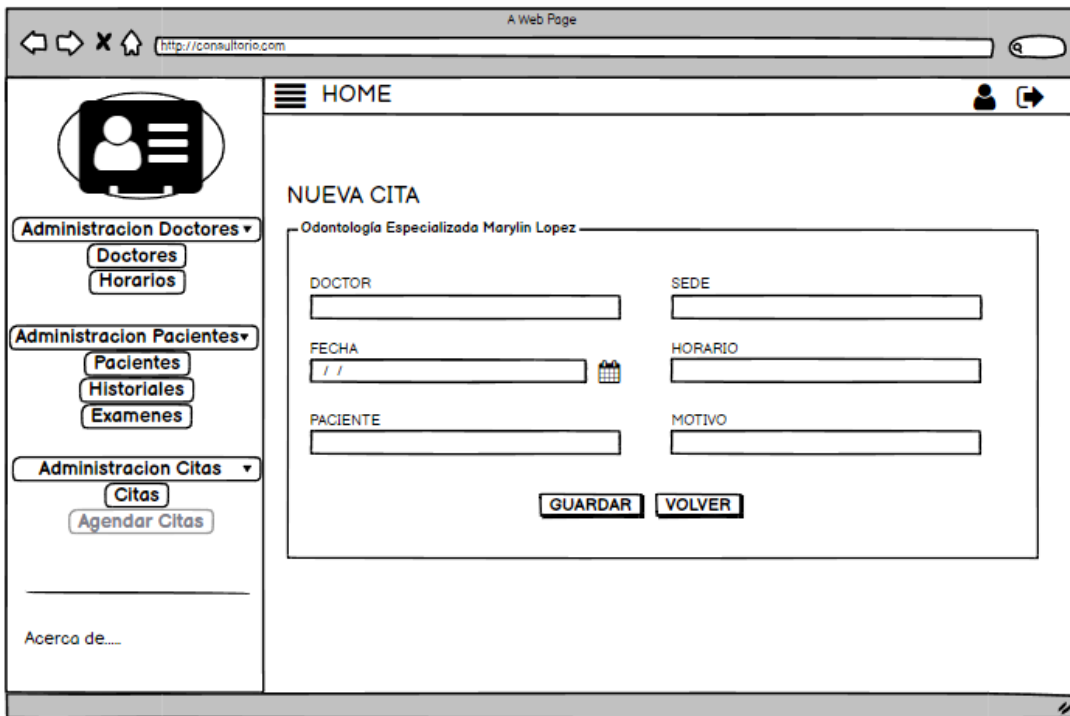 A Web Page
http://consultorio.com
HOME
Administracion Doctores
Doctores
Horarios
Administracion Pacientes
Pacientes
Historiales
Examenes
Administracion Citas
Citas
Agendar Citas
Acerca de.....
NUEVA CITA
Odontología Especializada Marylin Lopez
DOCTOR
SEDE
FECHA
HORARIO
/ /
PACIENTE
MOTIVO
GUARDAR
VOLVER